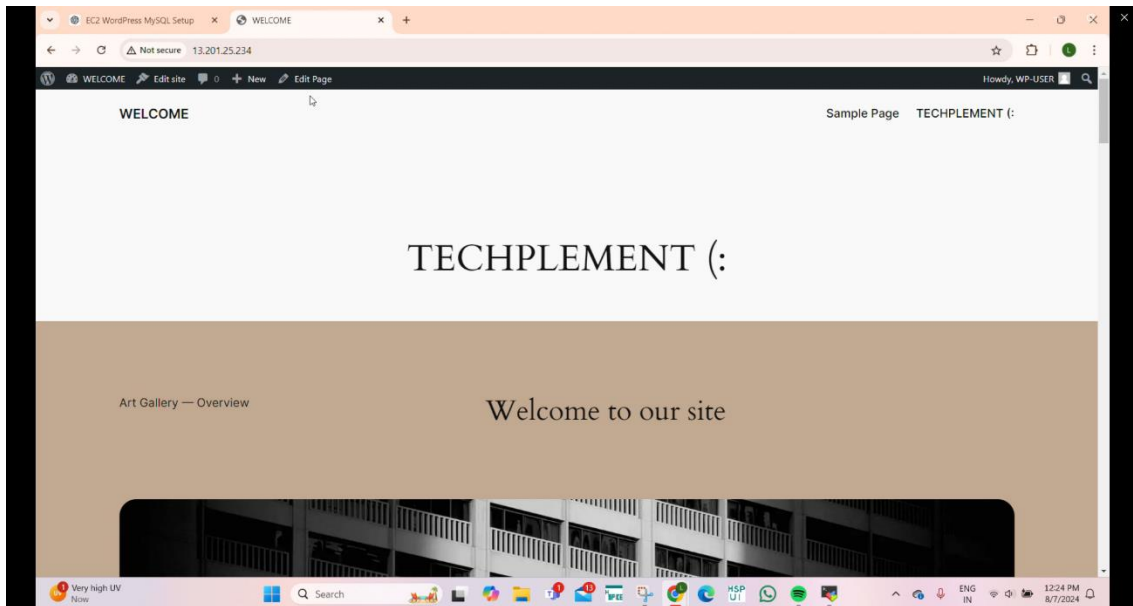 EC2 WordPress MySQL Setup
WELCOME
Not secure 13.201.25.234
WELCOME Edit site 0 New Edit Page Howdy, WP-USER
WELCOME Sample Page TECHPLEMENT (:
TECHPLEMENT (:
Art Gallery — Overview Welcome to our site
Very high UV
Now
Search
HSP
UI
ENG
IN
12:24 PM
8/7/2024